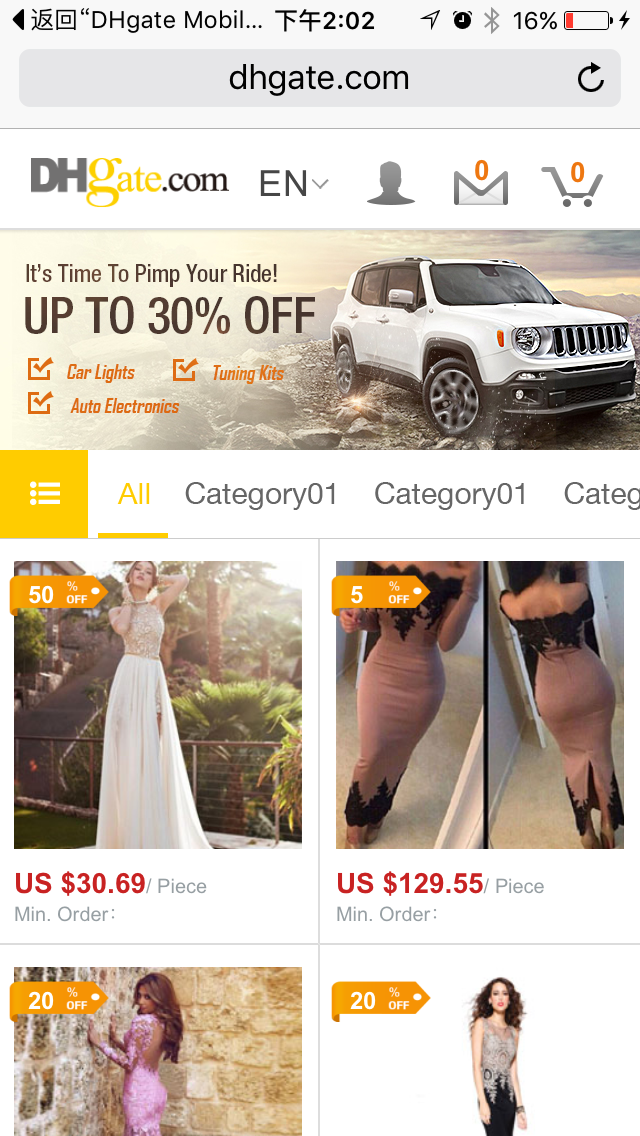 返回“DHgate Mobil... 下午2:02 16%
dhgate.com
DHgate.com EN 0 0
It's Time To Pimp Your Ride!
UP TO 30% OFF
Car Lights Tuning Kits
Auto Electronics
All Category01 Category01 Categ
50 % OFF
5 % OFF
US $30.69/ Piece
Min. Order:
US $129.55/ Piece
Min. Order:
20 % OFF
20 % OFF